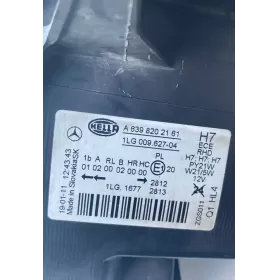 HELLA
A 639 820 21 61
1LG 009.627-04
H7
ECE
RHD
H7 H7 H7
PY21W
W21/5W
12V
PL
1b A RL B HR HC
01 02 00 02 00 00
E1 20
2812
2813
1LG. 1677
19-01-11 12:43:43
Made in SlovakiaSK
Q1 HL4